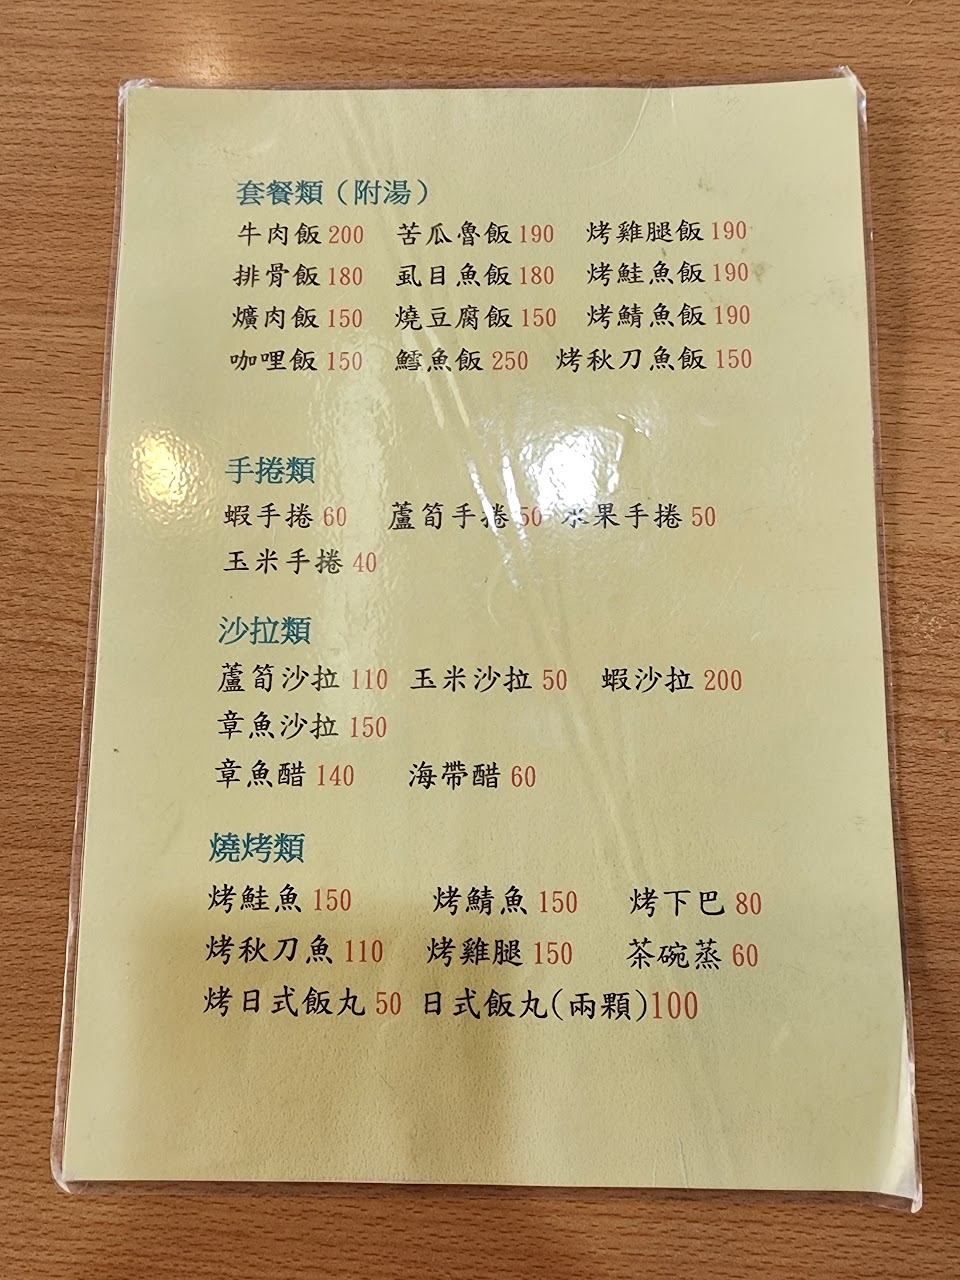 套餐類（附湯）
牛肉飯 200 苦瓜魯飯 190 烤雞腿飯 190
排骨飯 180 虱目魚飯 180 烤鮭魚飯 190
爌肉飯 150 燒豆腐飯 150 烤鯖魚飯 190
咖哩飯 150 鱈魚飯 250 烤秋刀魚飯 150
手捲類
蝦手捲 60 蘆筍手捲 50 水果手捲 50
玉米手捲 40
沙拉類
蘆筍沙拉 110 玉米沙拉 50 蝦沙拉 200
章魚沙拉 150
章魚醋 140 海帶醋 60
燒烤類
烤鮭魚 150 烤鯖魚 150 烤下巴 80
烤秋刀魚 110 烤雞腿 150 茶碗蒸 60
烤日式飯丸 50 日式飯丸(兩顆)100